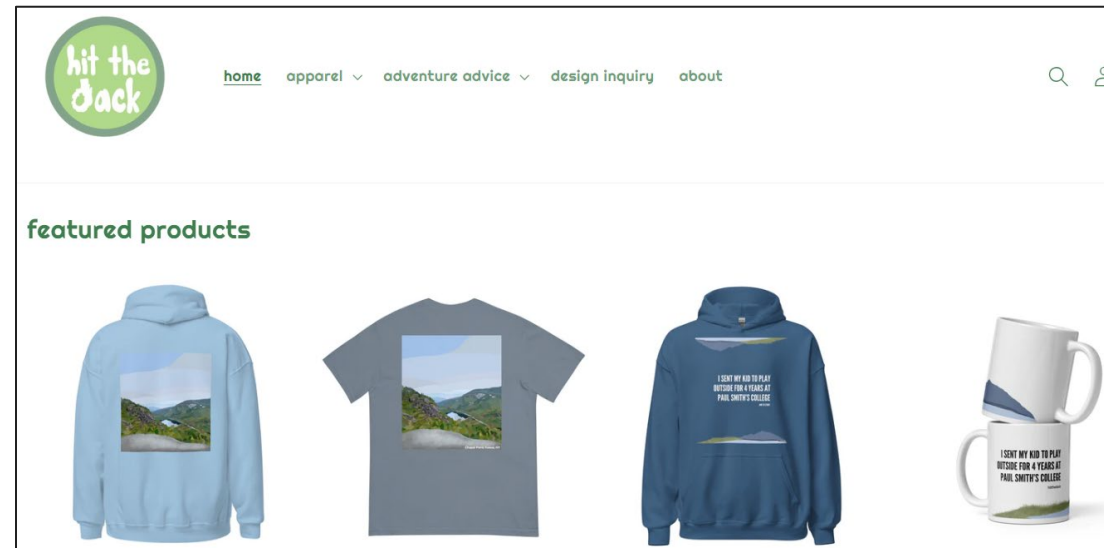 hit the
Dack
home apparel adventure advice design inquiry about
featured products
I SENT MY KID TO PLAY
OUTSIDE FOR 4 YEARS AT
PAUL SMITH'S COLLEGE
I SENT MY KID TO PLAY
OUTSIDE FOR 4 YEARS AT
PAUL SMITH'S COLLEGE